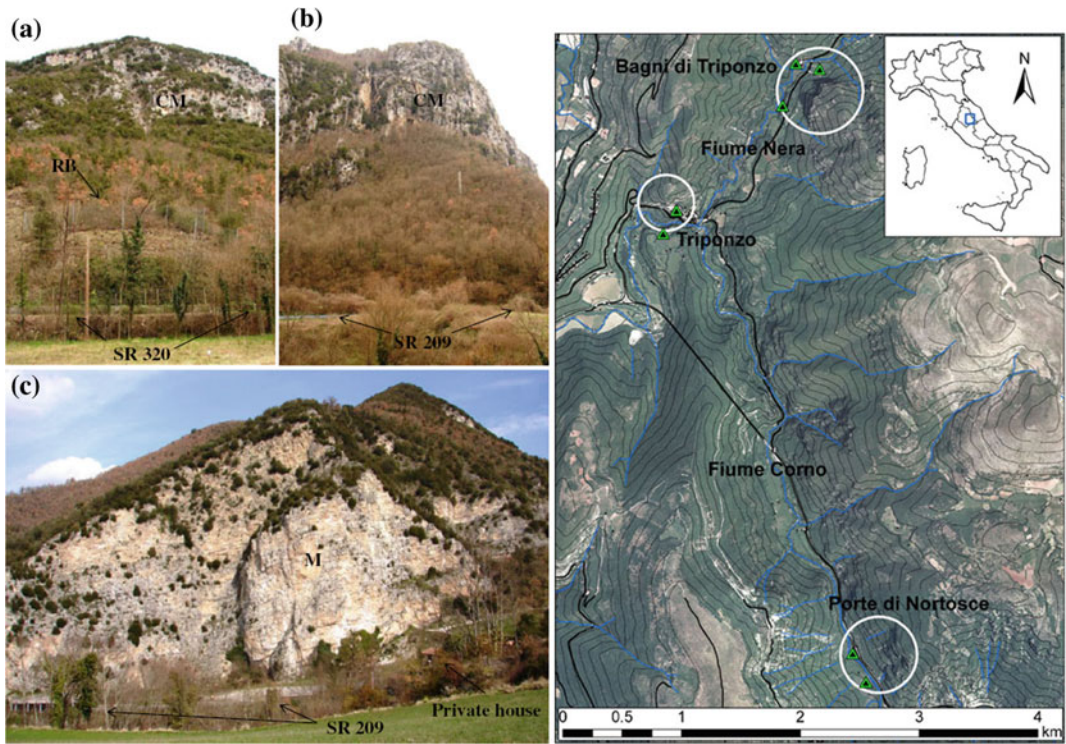 (a)
CM
RB
SR 320
(b)
CM
SR 209
(c)
M
Private house
SR 209
Bagni di Triponzo
Fiume Nera
Triponzo
Fiume Corno
Porte di Nortosce
N
0 0.5 1 2 3 4
km